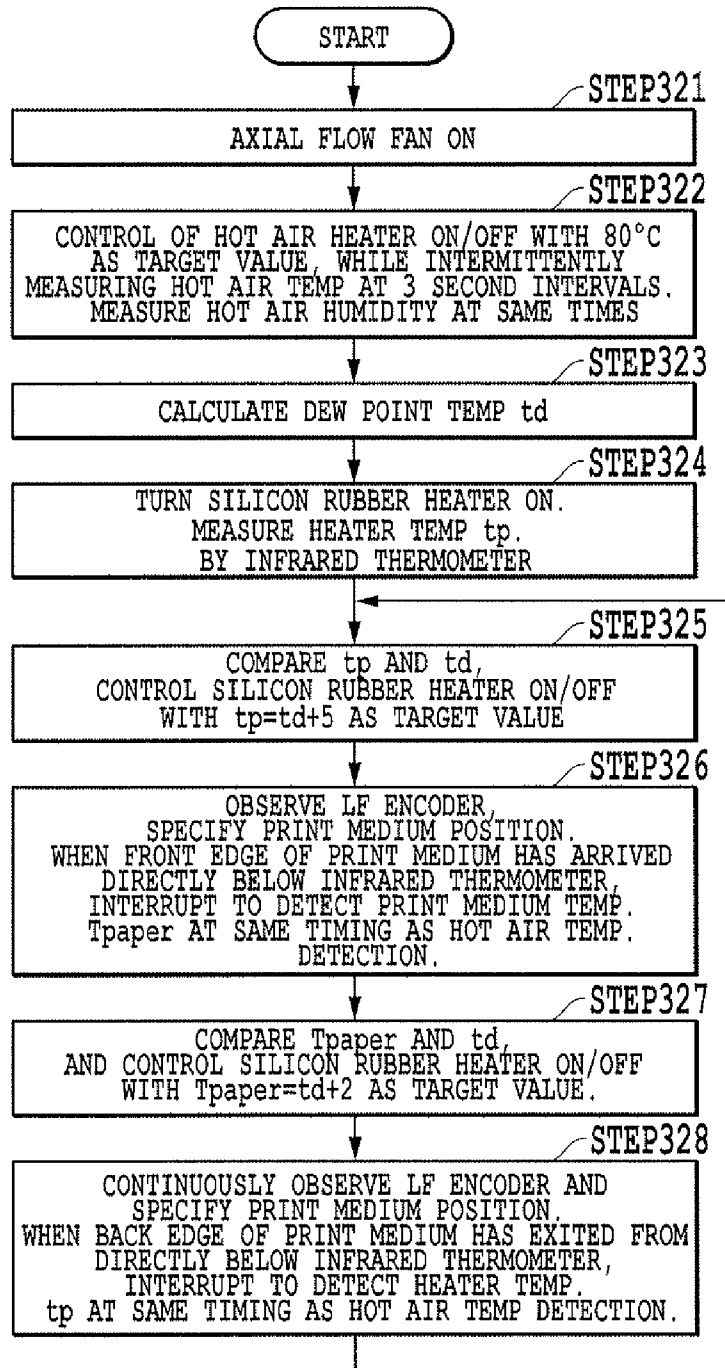 START
STEP321
AXIAL FLOW FAN ON
STEP322
CONTROL OF HOT AIR HEATER ON/OFF WITH 80°C
AS TARGET VALUE, WHILE INTERMITTENTLY
MEASURING HOT AIR TEMP AT 3 SECOND INTERVALS.
MEASURE HOT AIR HUMIDITY AT SAME TIMES
STEP323
CALCULATE DEW POINT TEMP td
STEP324
TURN SILICON RUBBER HEATER ON.
MEASURE HEATER TEMP tp.
BY INFRARED THERMOMETER
STEP325
COMPARE tp AND td,
CONTROL SILICON RUBBER HEATER ON/OFF
WITH tp=td+5 AS TARGET VALUE
STEP326
OBSERVE LF ENCODER,
SPECIFY PRINT MEDIUM POSITION.
WHEN FRONT EDGE OF PRINT MEDIUM HAS ARRIVED
DIRECTLY BELOW INFRARED THERMOMETER,
INTERRUPT TO DETECT PRINT MEDIUM TEMP.
Tpaper AT SAME TIMING AS HOT AIR TEMP.
DETECTION.
STEP327
COMPARE Tpaper AND td,
AND CONTROL SILICON RUBBER HEATER ON/OFF
WITH Tpaper=td+2 AS TARGET VALUE.
STEP328
CONTINUOUSLY OBSERVE LF ENCODER AND
SPECIFY PRINT MEDIUM POSITION.
WHEN BACK EDGE OF PRINT MEDIUM HAS EXITED FROM
DIRECTLY BELOW INFRARED THERMOMETER,
INTERRUPT TO DETECT HEATER TEMP.
tp AT SAME TIMING AS HOT AIR TEMP DETECTION.